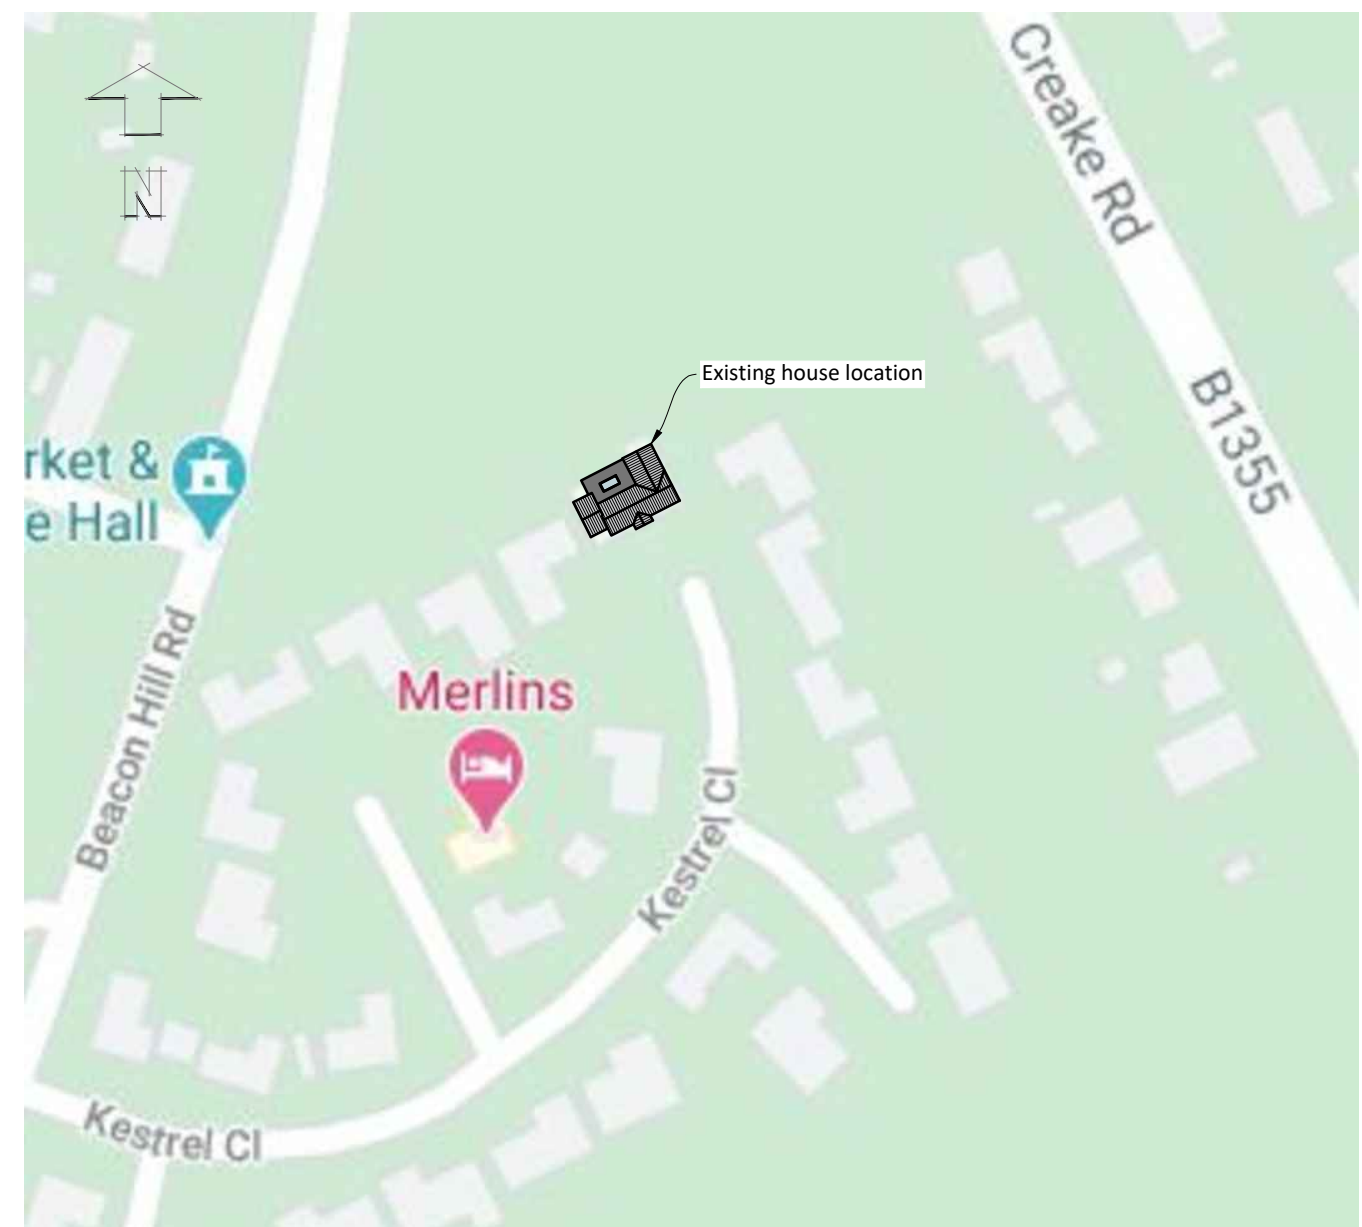 N
Creake Rd
Existing house location
B1355
rket &
e Hall
Beacon Hill Rd
Merlins
Kestrel Cl
Kestrel Cl